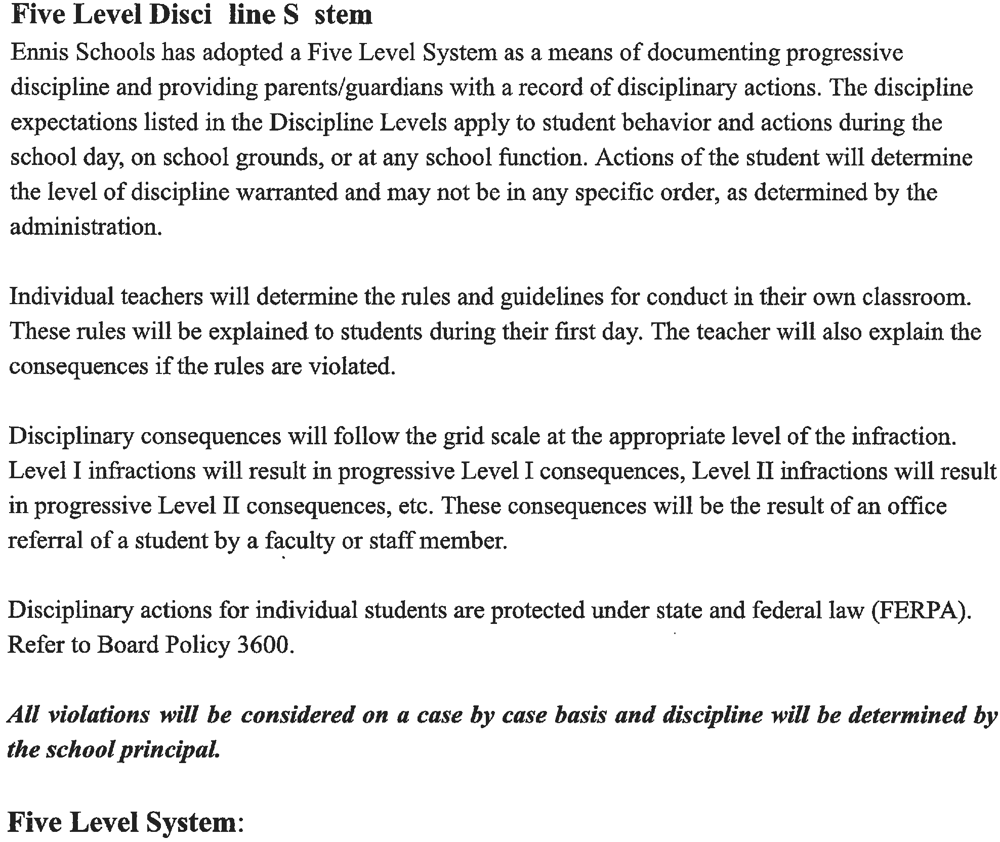 Five Level Disci line S stem
Ennis Schools has adopted a Five Level System as a means of documenting progressive
discipline and providing parents/guardians with a record of disciplinary actions. The discipline
expectations listed in the Discipline Levels apply to student behavior and actions during the
school day, on school grounds, or at any school function. Actions of the student will determine
the level of discipline warranted and may not be in any specific order, as determined by the
administration.
Individual teachers will determine the rules and guidelines for conduct in their own classroom.
These rules will be explained to students during their first day. The teacher will also explain the
consequences if the rules are violated.
Disciplinary consequences will follow the grid scale at the appropriate level of the infraction.
Level I infractions will result in progressive Level I consequences, Level II infractions will result
in progressive Level II consequences, etc. These consequences will be the result of an office
referral of a student by a faculty or staff member.
Disciplinary actions for individual students are protected under state and federal law (FERPA).
Refer to Board Policy 3600.
All violations will be considered on a case by case basis and discipline will be determined by
the school principal.
Five Level System: